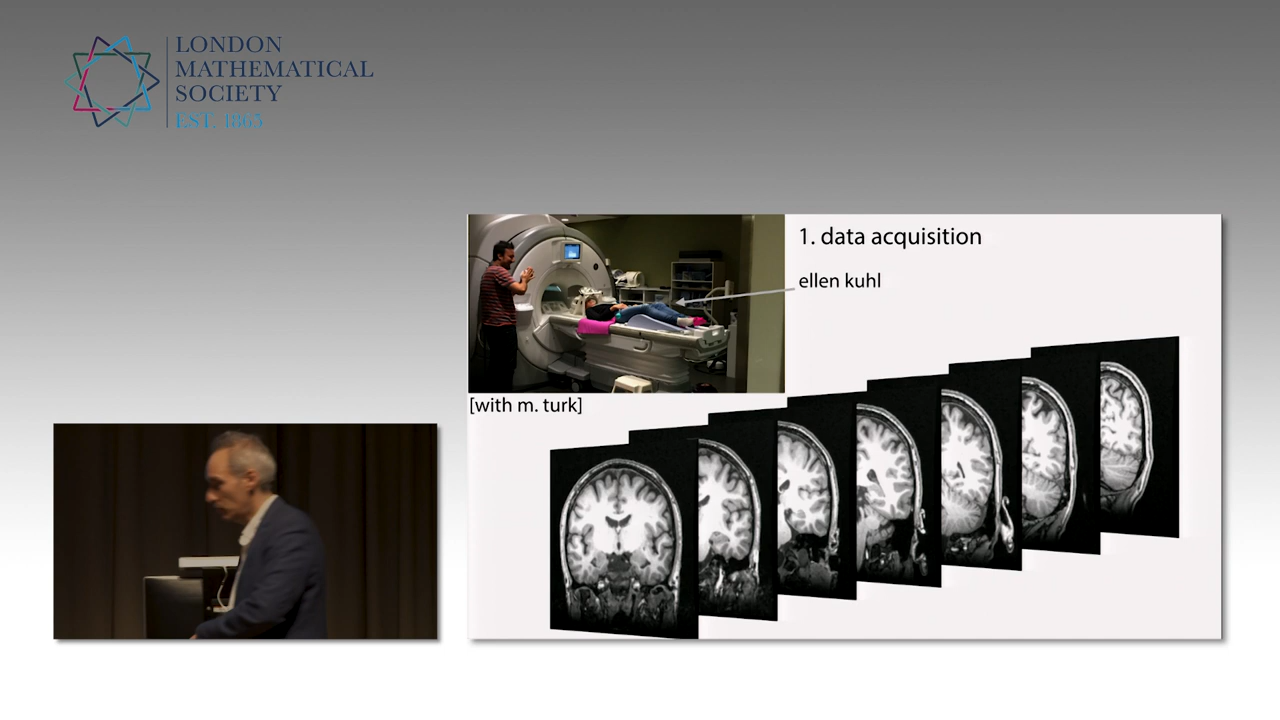 LONDON
MATHEMATICAL
SOCIETY
EST. 1865
1. data acquisition
ellen kuhl
[with m. turk]